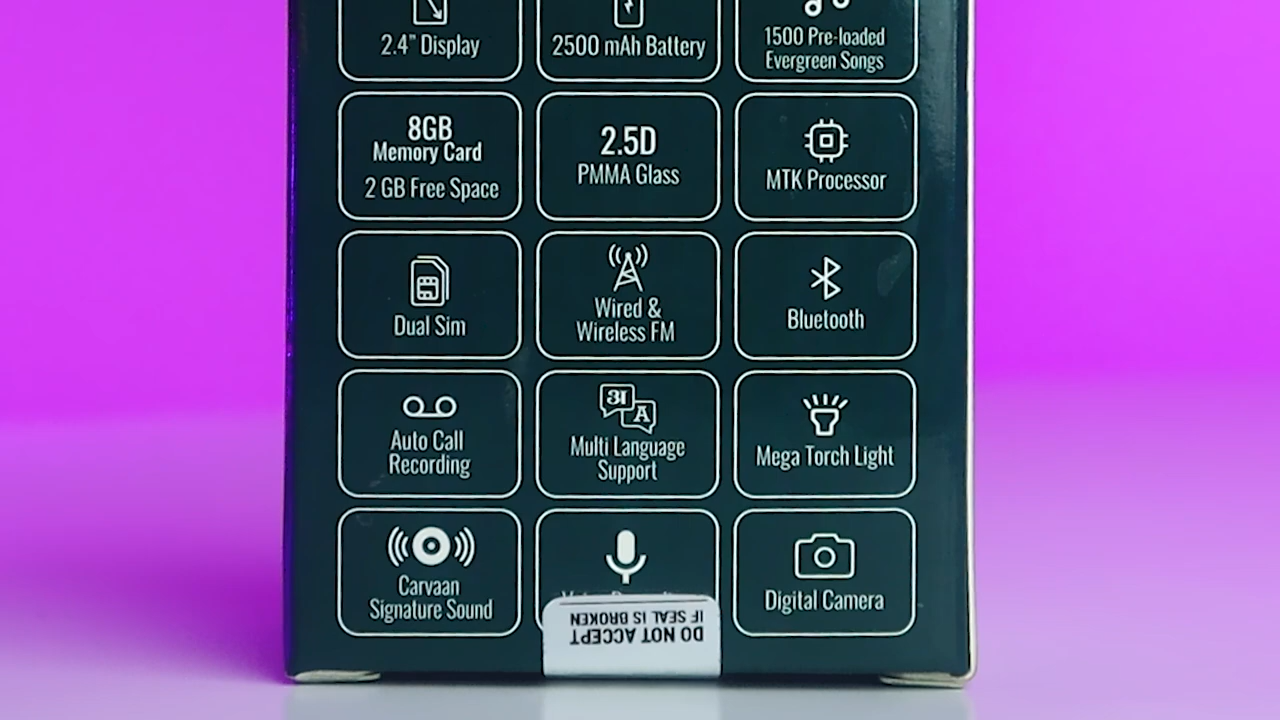 2.4" Display
2500 mAh Battery
1500 Pre-loaded
Evergreen Songs
8GB
Memory Card
2 GB Free Space
2.5D
PMMA Glass
MTK Processor
Dual Sim
Wired &
Wireless FM
Bluetooth
Auto Call
Recording
अ
A
Multi Language
Support
Mega Torch Light
Carvaan
Signature Sound
Digital Camera
DO NOT ACCEPT
IF SEAL IS BROKEN